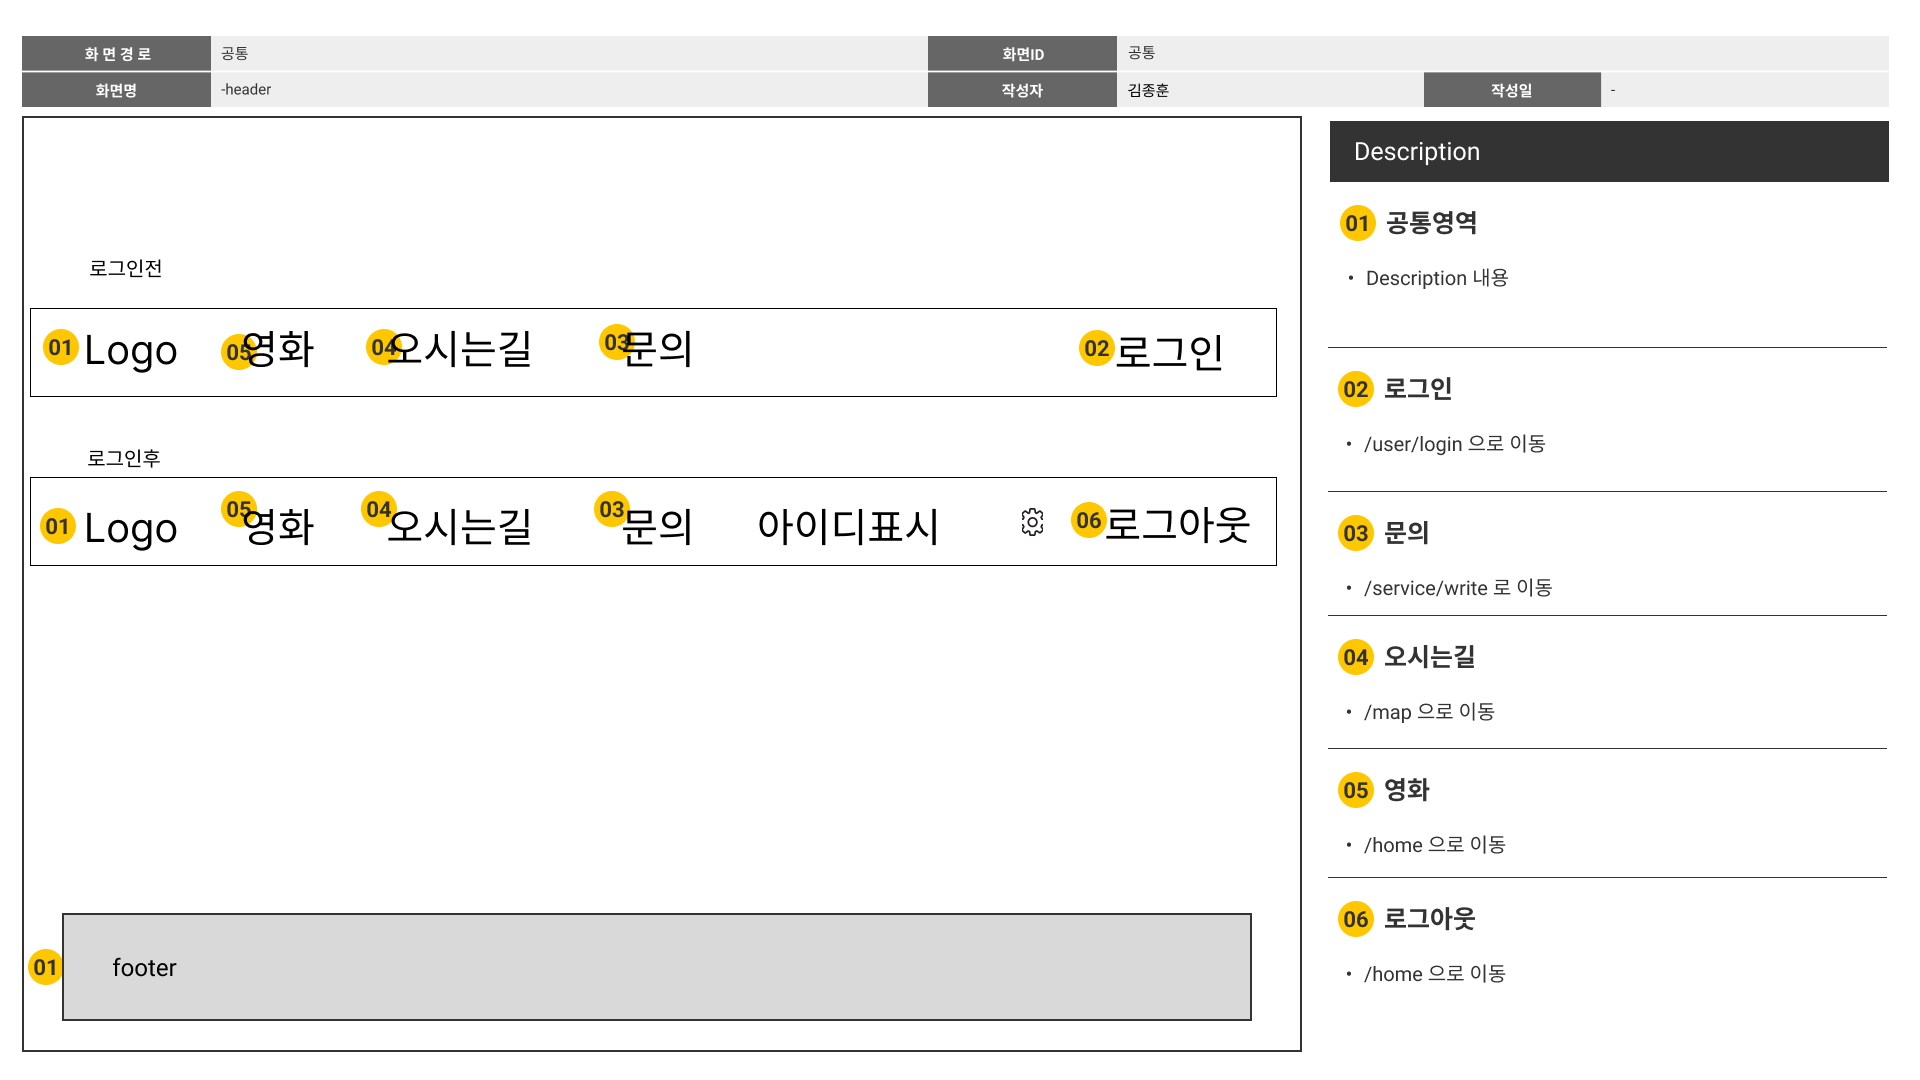 화 면 경 로 공통 화면ID 공통
화면명 -header 작성자 김종훈 작성일 -
로그인전
01 Logo 05 영화 04 오시는길 03 문의 02 로그인
로그인후
01 Logo 05 영화 04 오시는길 03 문의 아이디표시 06 로그아웃
01 footer
Description
01 공통영역
• Description 내용
02 로그인
• /user/login 으로 이동
03 문의
• /service/write 로 이동
04 오시는길
• /map 으로 이동
05 영화
• /home 으로 이동
06 로그아웃
• /home 으로 이동